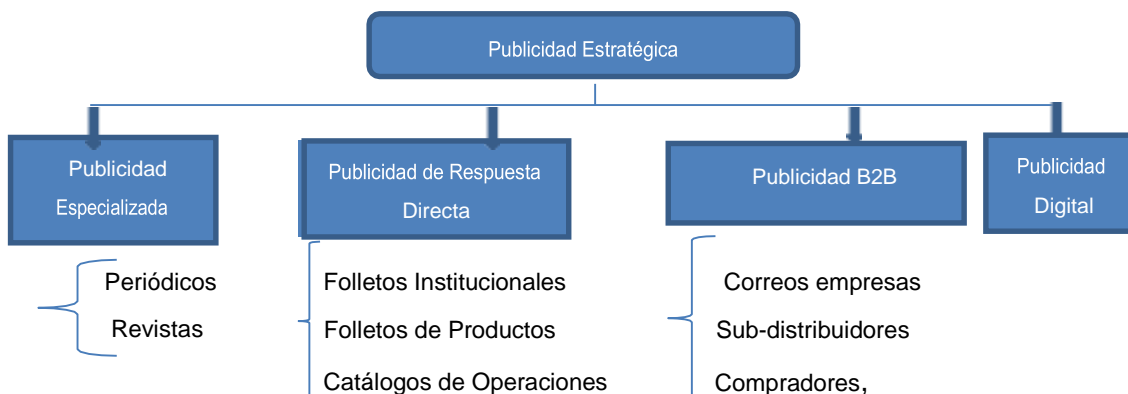 Publicidad Estratégica
Publicidad
Especializada
Publicidad de Respuesta
Directa
Publicidad B2B
Publicidad
Digital
Periódicos
Revistas
Folletos Institucionales
Folletos de Productos
Catálogos de Operaciones
Correos empresas
Sub-distribuidores
Compradores,